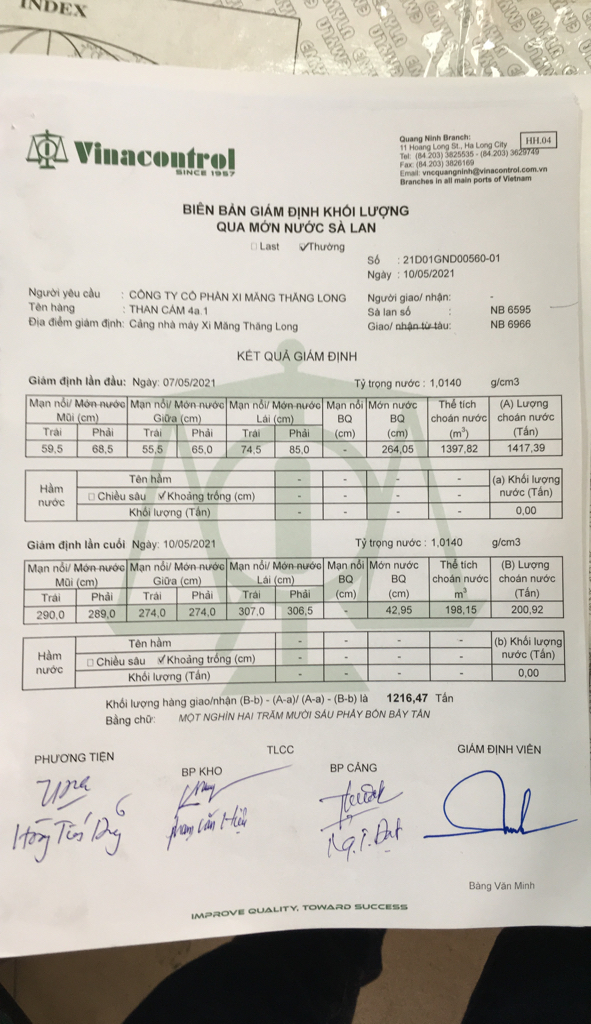 INDEX
Vinacontrol
SINCE 1957
Quang Ninh Branch:
11 Hoang Long St., Ha Long City
Tel: (84.203) 3825535 - (84.203) 3629749
Fax: (84.203) 3826169
Email: vncquangninh@vinacontrol.com.vn
Branches in all main ports of Vietnam
HH.04
BIÊN BẢN GIÁM ĐỊNH KHỐI LƯỢNG
QUA MỚN NƯỚC SÀ LAN
□ Last ☑Thường
Số : 21D01GND00560-01
Ngày : 10/05/2021
Người yêu cầu : CÔNG TY CỔ PHẦN XI MĂNG THĂNG LONG
Người giao/ nhận: -
Tên hàng : THAN CÁM 4a.1
Sà lan số : NB 6595
Địa điểm giám định: Cảng nhà máy Xi Măng Thăng Long
Giao/ nhận từ tàu: NB 6966
KẾT QUẢ GIÁM ĐỊNH
Giám định lần đầu: Ngày: 07/05/2021 Tỷ trọng nước : 1,0140 g/cm3
Mạn nổi/ Mớn nước Mũi (cm) Mạn nổi/ Mớn nước Giữa (cm) Mạn nổi/ Mớn nước Lái (cm) Mạn nổi BQ (cm) Mớn nước BQ (cm) Thể tích choán nước (m³) (A) Lượng choán nước (Tấn)
Trái Phải Trái Phải Trái Phải
59,5 68,5 55,5 65,0 74,5 85,0 - 264,05 1397,82 1417,39
Hầm nước
Tên hầm - - - - - (a) Khối lượng nước (Tấn)
□ Chiều sâu ☑Khoảng trống (cm) - - - - -
Khối lượng (Tấn) - - - - - 0,00
Giám định lần cuối Ngày: 10/05/2021 Tỷ trọng nước : 1,0140 g/cm3
Mạn nổi/ Mớn nước Mũi (cm) Mạn nổi/ Mớn nước Giữa (cm) Mạn nổi/ Mớn nước Lái (cm) Mạn nổi BQ (cm) Mớn nước BQ (cm) Thể tích choán nước m³ (B) Lượng choán nước (Tấn)
Trái Phải Trái Phải Trái Phải
290,0 289,0 274,0 274,0 307,0 306,5 - 42,95 198,15 200,92
Hầm nước
Tên hầm - - - - - (b) Khối lượng nước (Tấn)
□ Chiều sâu ☑Khoảng trống (cm) - - - - -
Khối lượng (Tấn) - - - - - 0,00
Khối lượng hàng giao/nhận (B-b) - (A-a)/ (A-a) - (B-b) là 1216,47 Tấn
Bằng chữ: MỘT NGHÌN HAI TRĂM MƯỜI SÁU PHẨY BỐN BẢY TẤN
PHƯƠNG TIỆN TLCC GIÁM ĐỊNH VIÊN
BP KHO BP CẢNG
Phạm Văn Hiệu
Ng.T.Đạt
Bàng Văn Minh
IMPROVE QUALITY, TOWARD SUCCESS